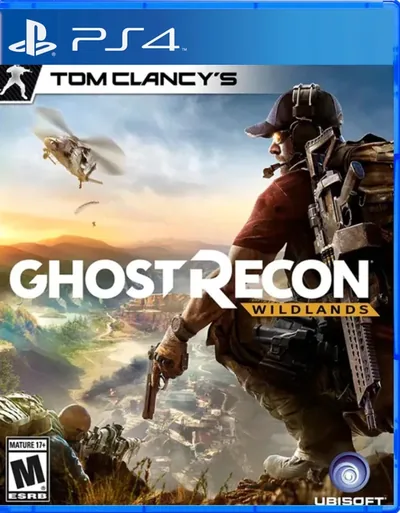 PS4
TOM CLANCY'S
GHOST RECON
WILDLANDS
MATURE 17+
M
ESRB
UBISOFT